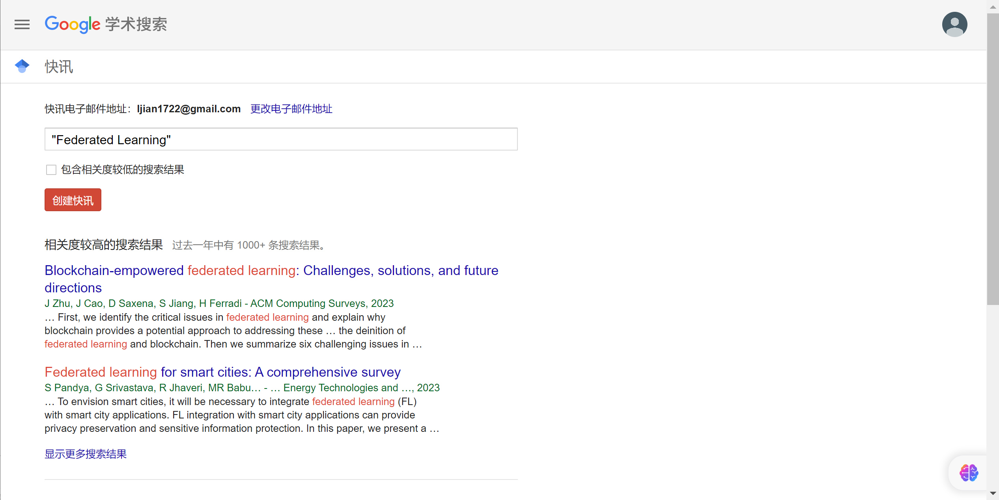 Google 学术搜索
快讯
快讯电子邮件地址：ljian1722@gmail.com 更改电子邮件地址
"Federated Learning"
包含相关度较低的搜索结果
创建快讯
相关度较高的搜索结果 过去一年中有 1000+ 条搜索结果。
Blockchain-empowered federated learning: Challenges, solutions, and future
directions
J Zhu, J Cao, D Saxena, S Jiang, H Ferradi - ACM Computing Surveys, 2023
… First, we identify the critical issues in federated learning and explain why
blockchain provides a potential approach to addressing these … the deinition of
federated learning and blockchain. Then we summarize six challenging issues in …
Federated learning for smart cities: A comprehensive survey
S Pandya, G Srivastava, R Jhaveri, MR Babu… - … Energy Technologies and …, 2023
… To envision smart cities, it will be necessary to integrate federated learning (FL)
with smart city applications. FL integration with smart city applications can provide
privacy preservation and sensitive information protection. In this paper, we present a …
显示更多搜索结果